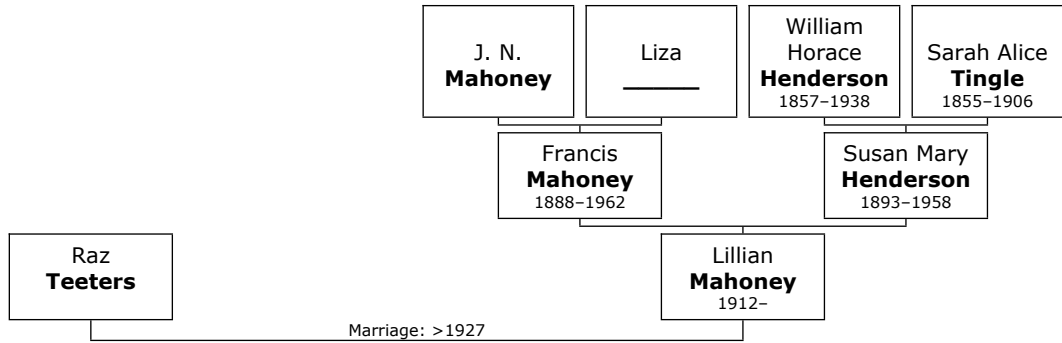 J. N.
Mahoney
Liza
______
William
Horace
Henderson
1857–1938
Sarah Alice
Tingle
1855–1906
Francis
Mahoney
1888–1962
Susan Mary
Henderson
1893–1958
Raz
Teeters
Lillian
Mahoney
1912–
Marriage: >1927